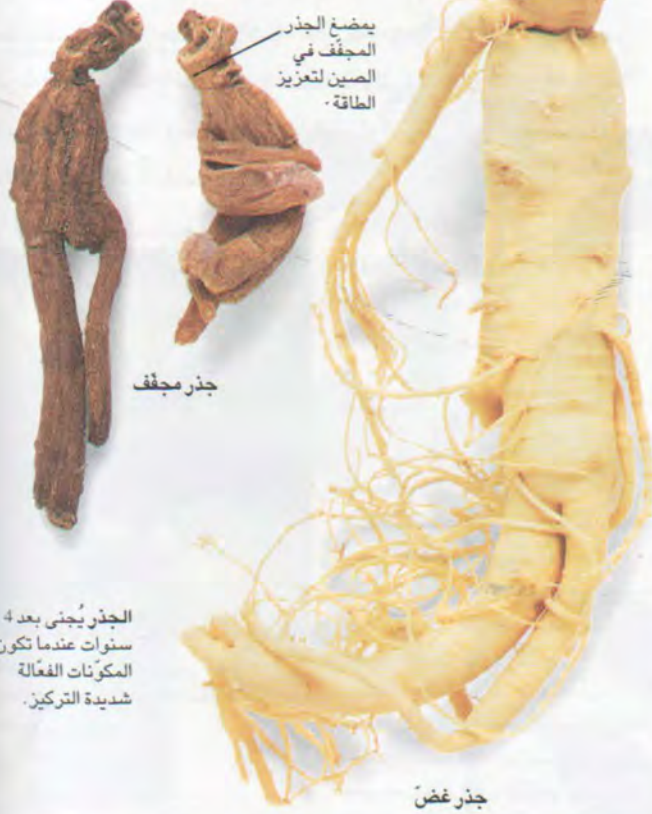 يمضغ الجذر
المجفّف في
الصين لتعزيز
الطاقة.
جذر مجفّف
الجذر يُجنى بعد 4
سنوات عندما تكون
المكوّنات الفعّالة
شديدة التركيز.
جذر غضّ